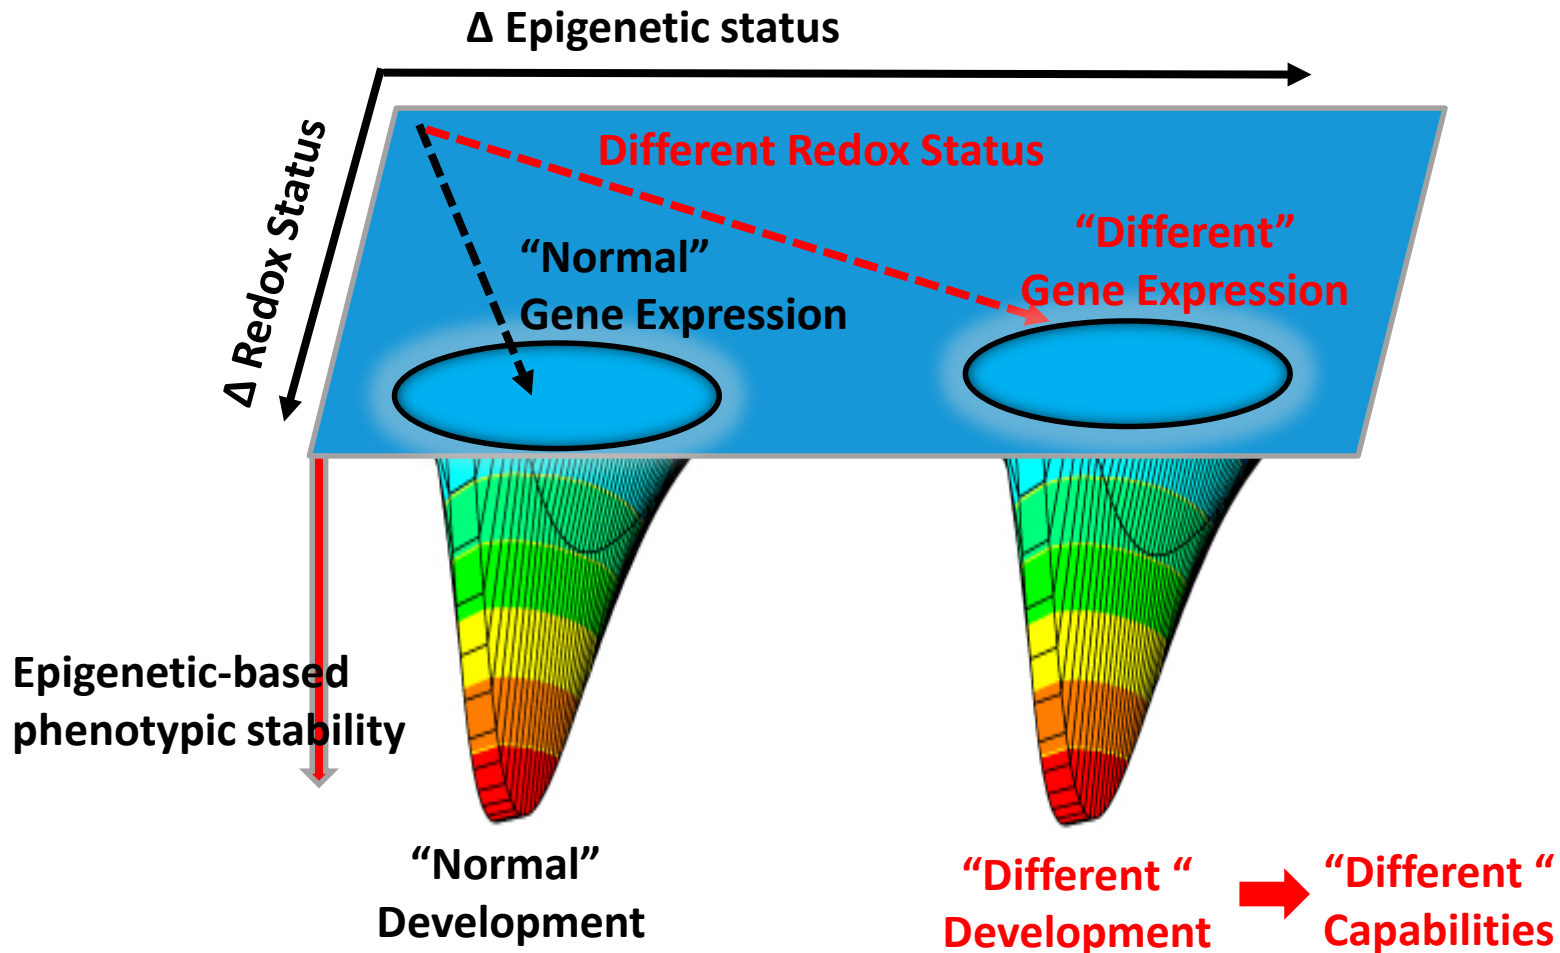 Δ Epigenetic status
Δ Redox Status
Different Redox Status
“Normal”
Gene Expression
“Different”
Gene Expression
Epigenetic-based
phenotypic stability
“Normal”
Development
“Different “
Development
“Different “
Capabilities